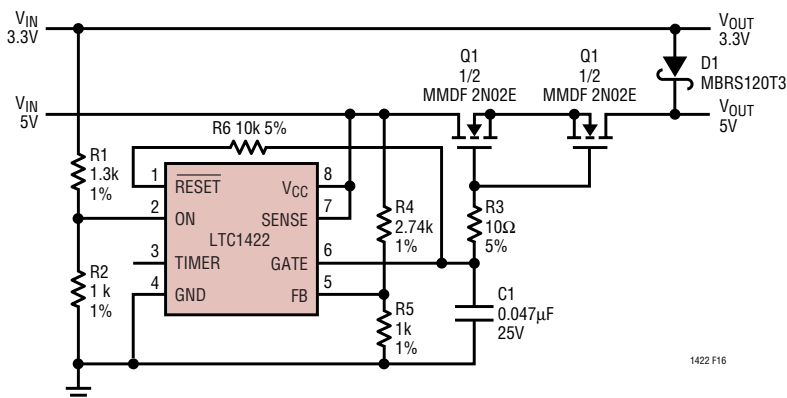 VIN
3.3V
VOUT
3.3V
Q1
1/2
MMDF 2N02E
Q1
1/2
MMDF 2N02E
D1
MBRS120T3
VIN
5V
VOUT
5V
R6 10k 5%
R1
1.3k
1%
1
RESET
VCC
8
2
ON
SENSE
7
LTC1422
3
TIMER
GATE
6
4
GND
FB
5
R4
2.74k
1%
R3
10Ω
5%
R2
1 k
1%
R5
1k
1%
C1
0.047µF
25V
1422 F16